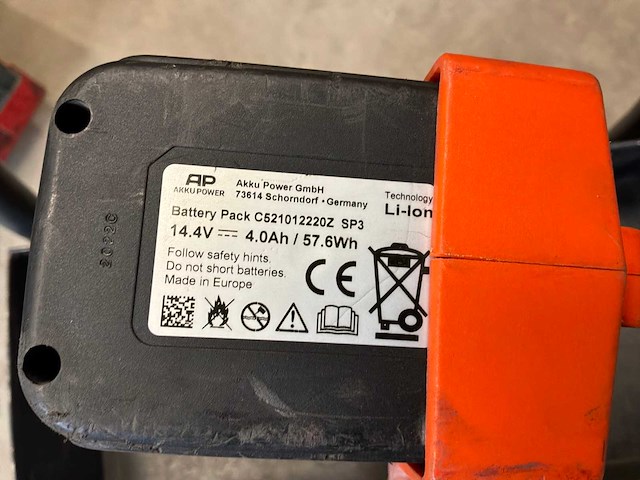 AP
AKKU POWER
Akku Power GmbH
73614 Schorndorf • Germany
Technology
Li-Ion
Battery Pack C521012220Z SP3
14.4V ⎓ 4.0Ah / 57.6Wh
Follow safety hints.
Do not short batteries.
Made in Europe
CE